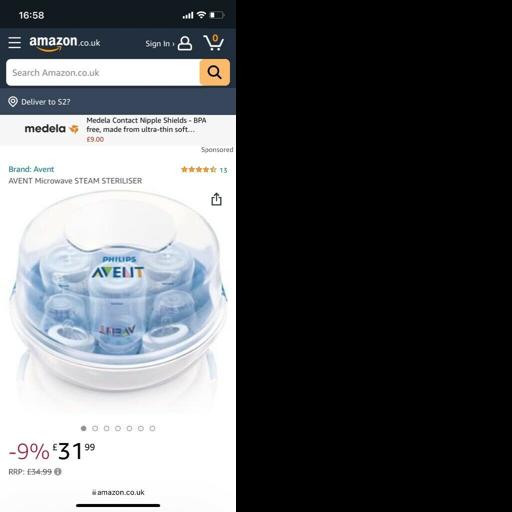 16:58
amazon.co.uk
Sign In ›
0
Search Amazon.co.uk
Deliver to S2?
medela
Medela Contact Nipple Shields - BPA
free, made from ultra-thin soft...
£9.00
Sponsored
Brand: Avent
13
AVENT Microwave STEAM STERILISER
PHILIPS
AVENT
-9% £31 99
RRP: £34.99
amazon.co.uk